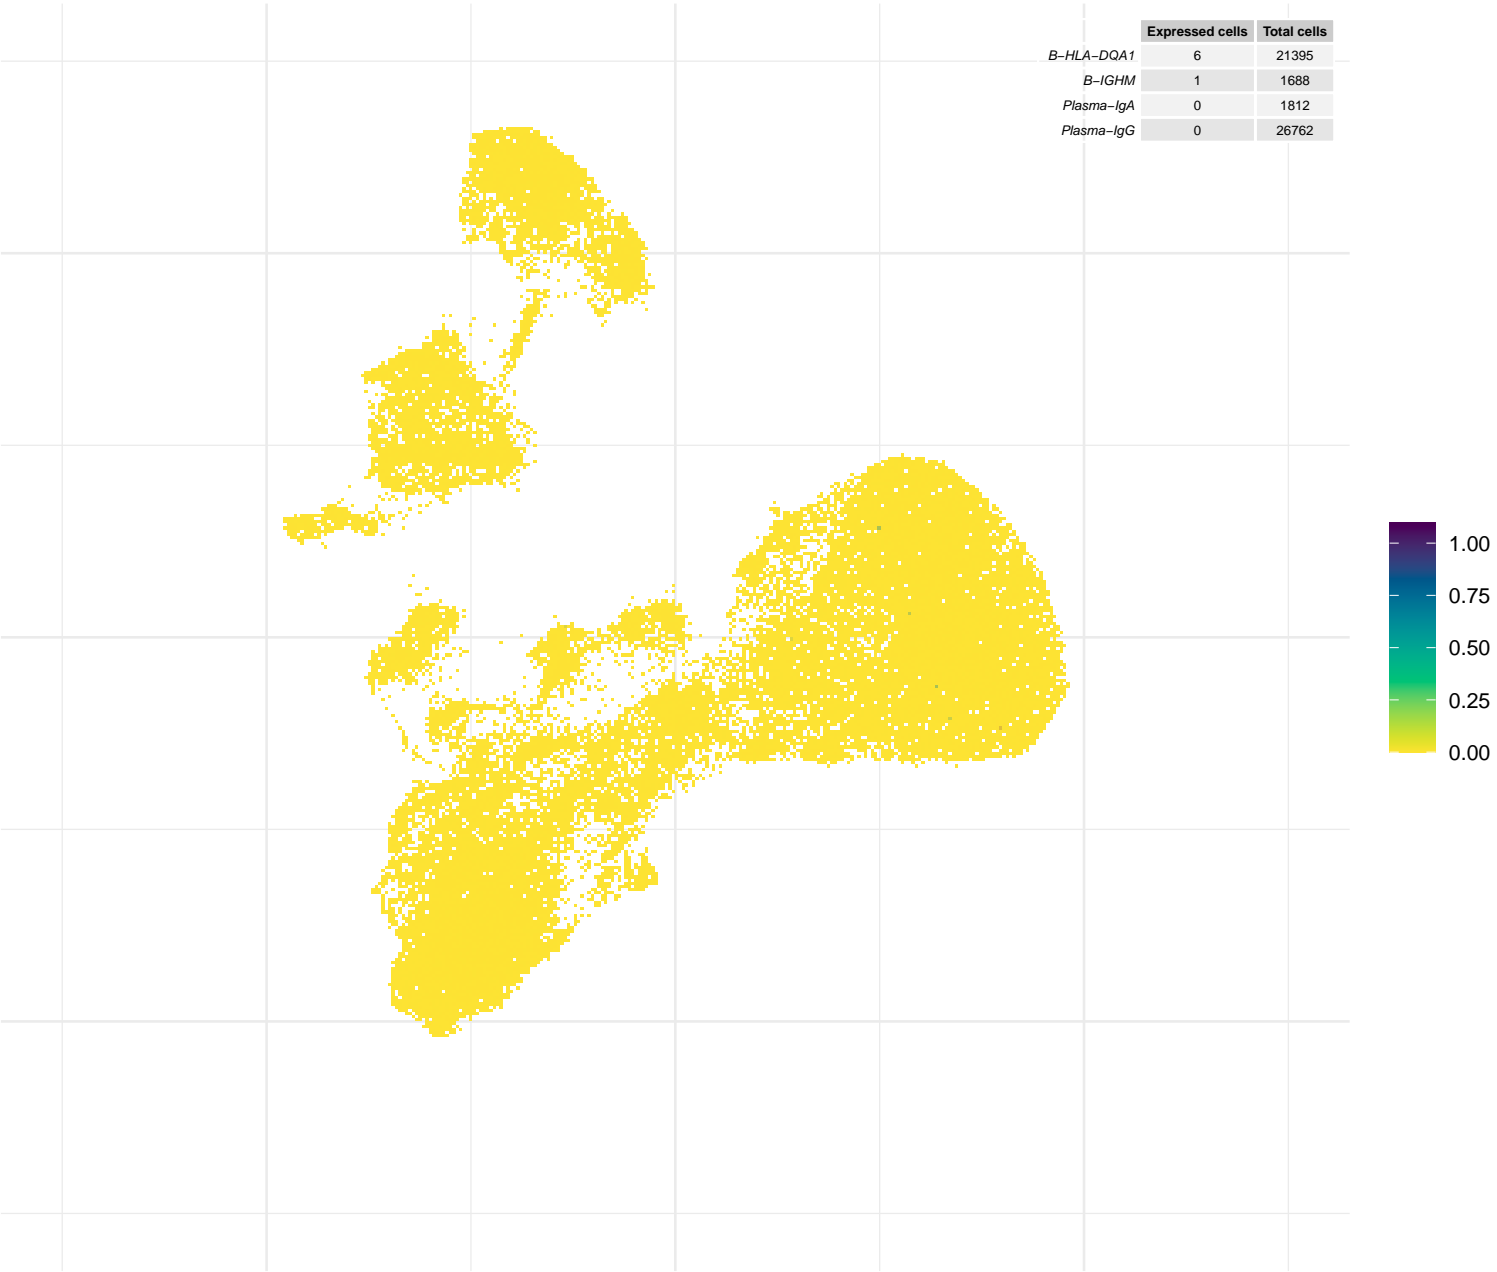 Expressed cells Total cells
B−HLA−DQA1 6 21395
B−IGHM 1 1688
Plasma−IgA 0 1812
Plasma−IgG 0 26762
1.00
0.75
0.50
0.25
0.00